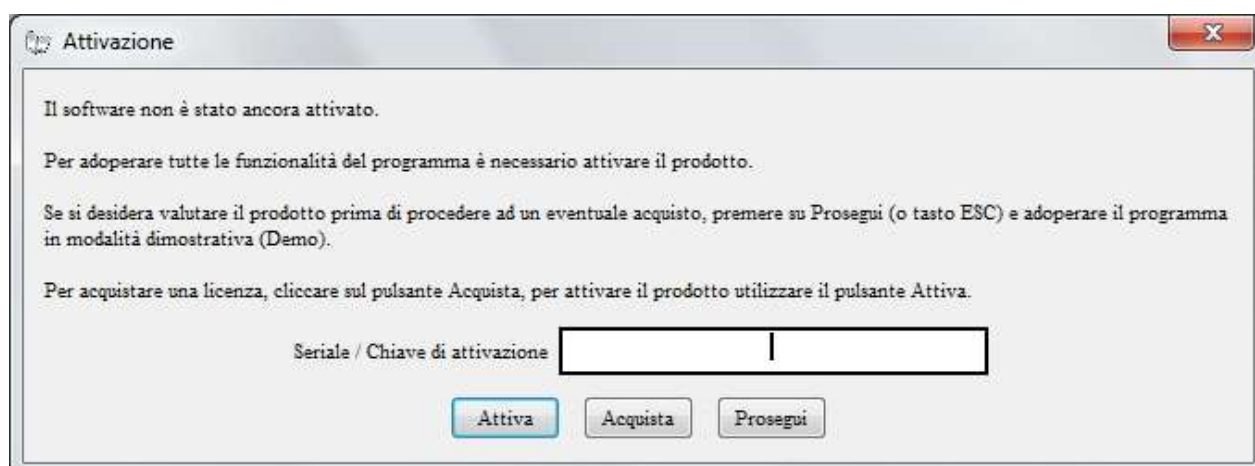 Attivazione
Il software non è stato ancora attivato.
Per adoperare tutte le funzionalità del programma è necessario attivare il prodotto.
Se si desidera valutare il prodotto prima di procedere ad un eventuale acquisto, premere su Prosegui (o tasto ESC) e adoperare il programma
in modalità dimostrativa (Demo).
Per acquistare una licenza, cliccare sul pulsante Acquista, per attivare il prodotto utilizzare il pulsante Attiva.
Seriale / Chiave di attivazione
Attiva Acquista Prosegui